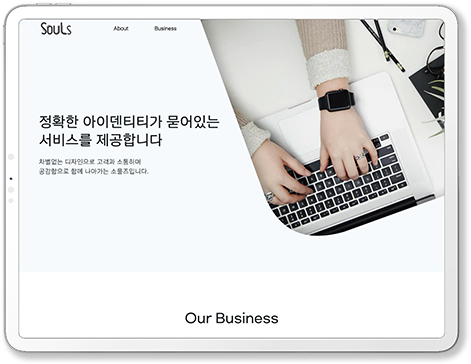 SouLs
About
Business
정확한 아이덴티티가 묻어있는
서비스를 제공합니다
차별없는 디자인으로 고객과 소통하며
공감함으로 함께 나아가는 소울즈입니다.
Our Business